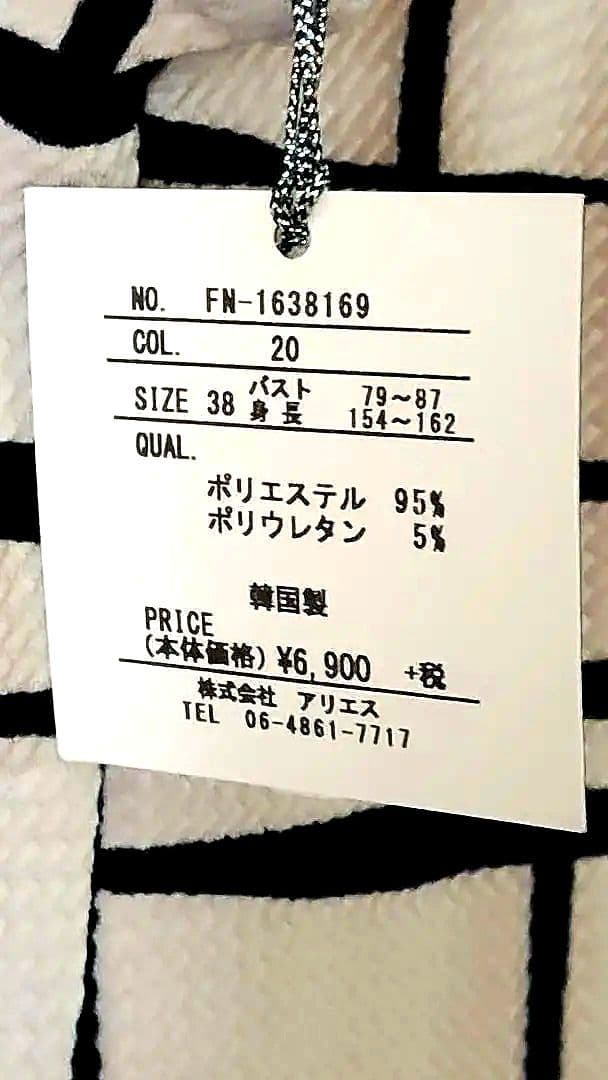 NO. FN-1638169
COL. 20
SIZE 38 バスト 79～87
身長 154～162
QUAL.
ポリエステル 95%
ポリウレタン 5%
韓国製
PRICE
(本体価格) ¥6,900 +税
株式会社 アリエス
TEL 06-4861-7717